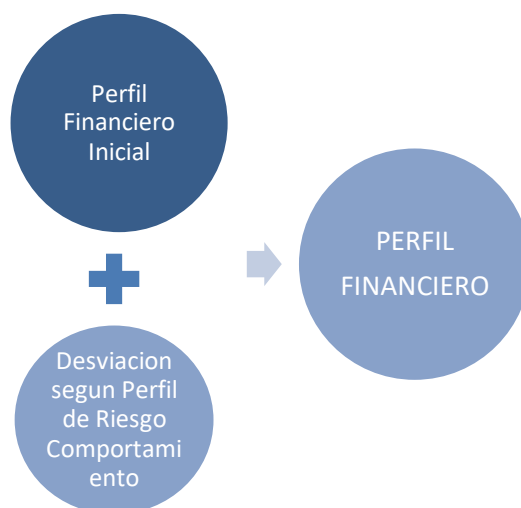 Perfil
Financiero
Inicial
PERFIL
FINANCIERO
Desviacion
segun Perfil
de Riesgo
Comportami
ento